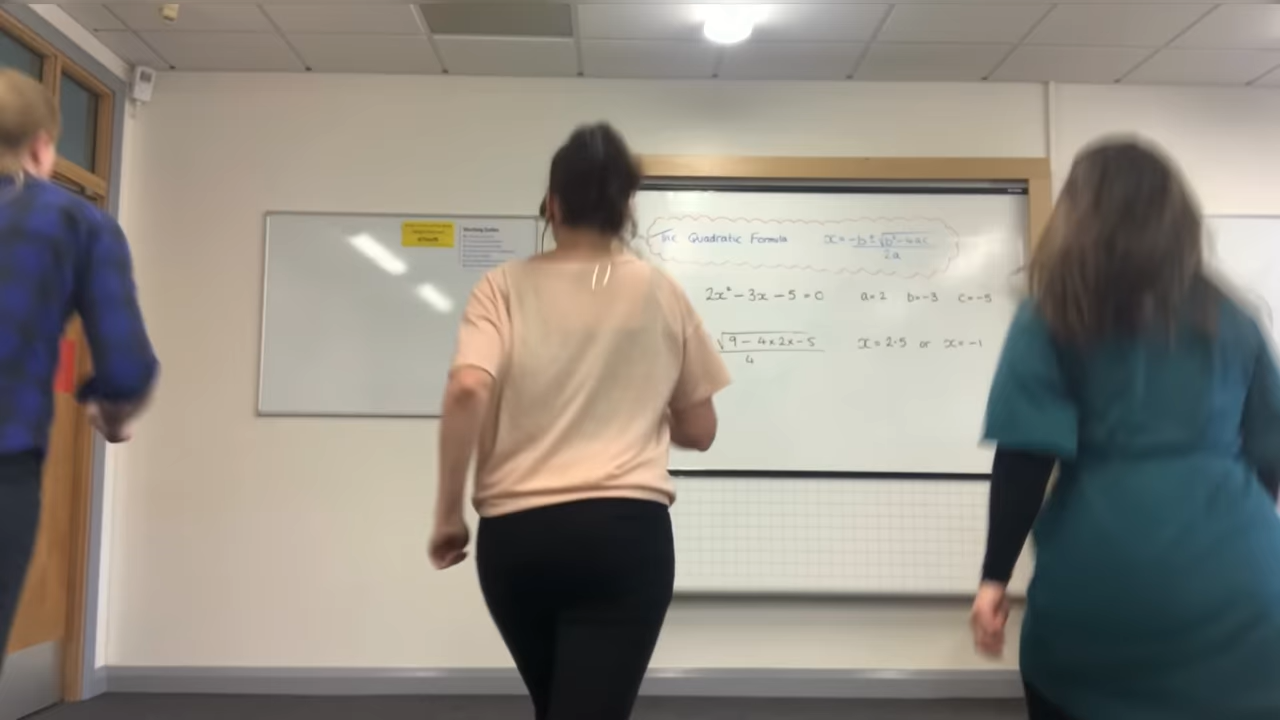 The Quadratic Formula x = -b ± √b² - 4ac / 2a
2x² - 3x - 5 = 0 a = 2 b = -3 c = -5
√9 - 4 x 2 x -5 / 4 x = 2.5 or x = -1